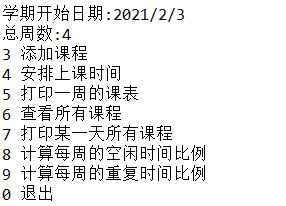 学期开始日期:2021/2/3
总周数:4
3 添加课程
4 安排上课时间
5 打印一周的课表
6 查看所有课程
7 打印某一天所有课程
8 计算每周的空闲时间比例
9 计算每周的重复时间比例
0 退出